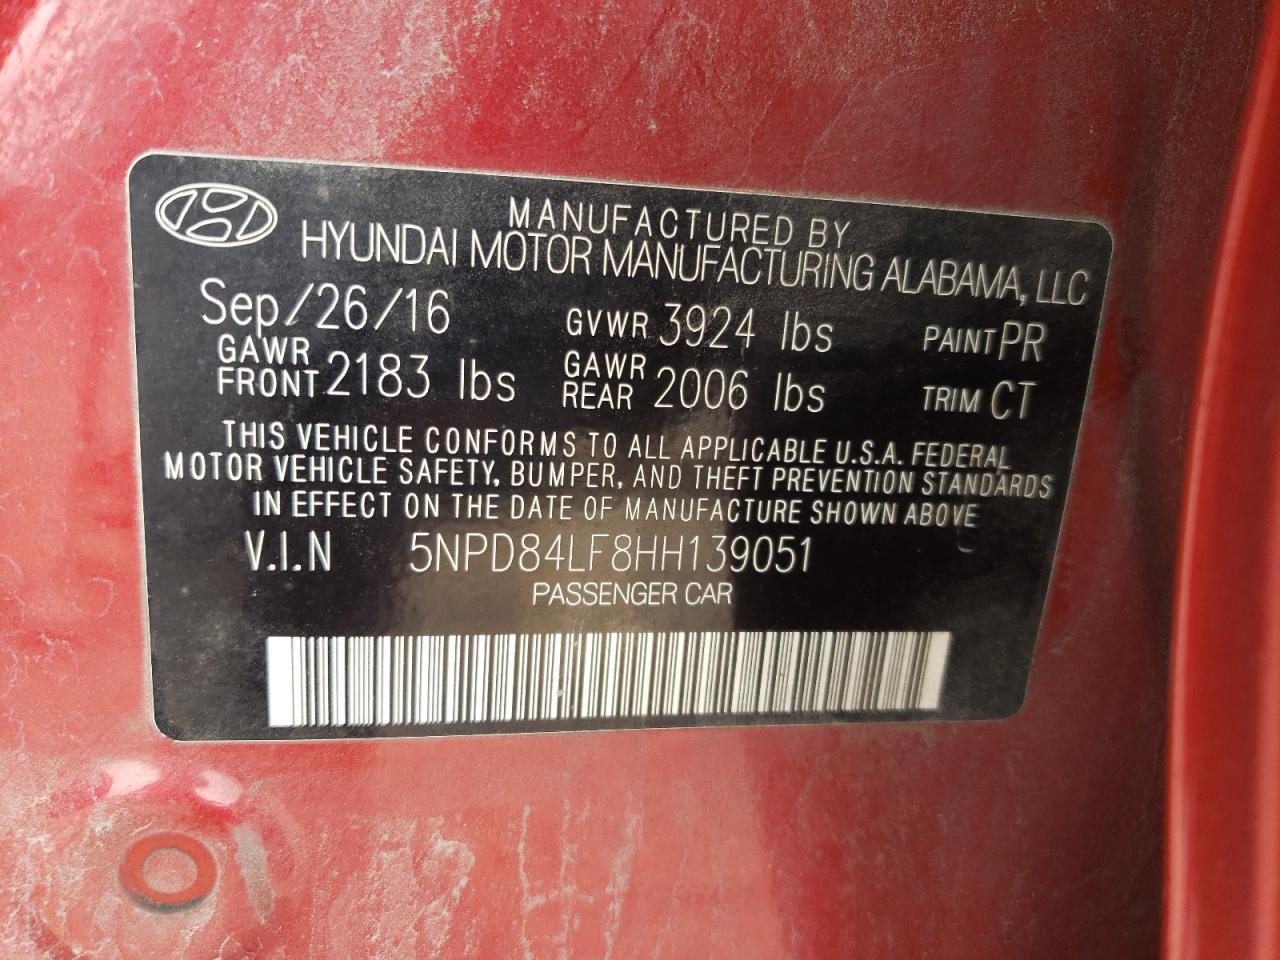 MANUFACTURED BY
HYUNDAI MOTOR MANUFACTURING ALABAMA, LLC
Sep/26/16 GVWR 3924 lbs PAINT PR
GAWR FRONT 2183 lbs GAWR REAR 2006 lbs TRIM CT
THIS VEHICLE CONFORMS TO ALL APPLICABLE U.S.A. FEDERAL
MOTOR VEHICLE SAFETY, BUMPER, AND THEFT PREVENTION STANDARDS
IN EFFECT ON THE DATE OF MANUFACTURE SHOWN ABOVE
V.I.N 5NPD84LF8HH139051
PASSENGER CAR